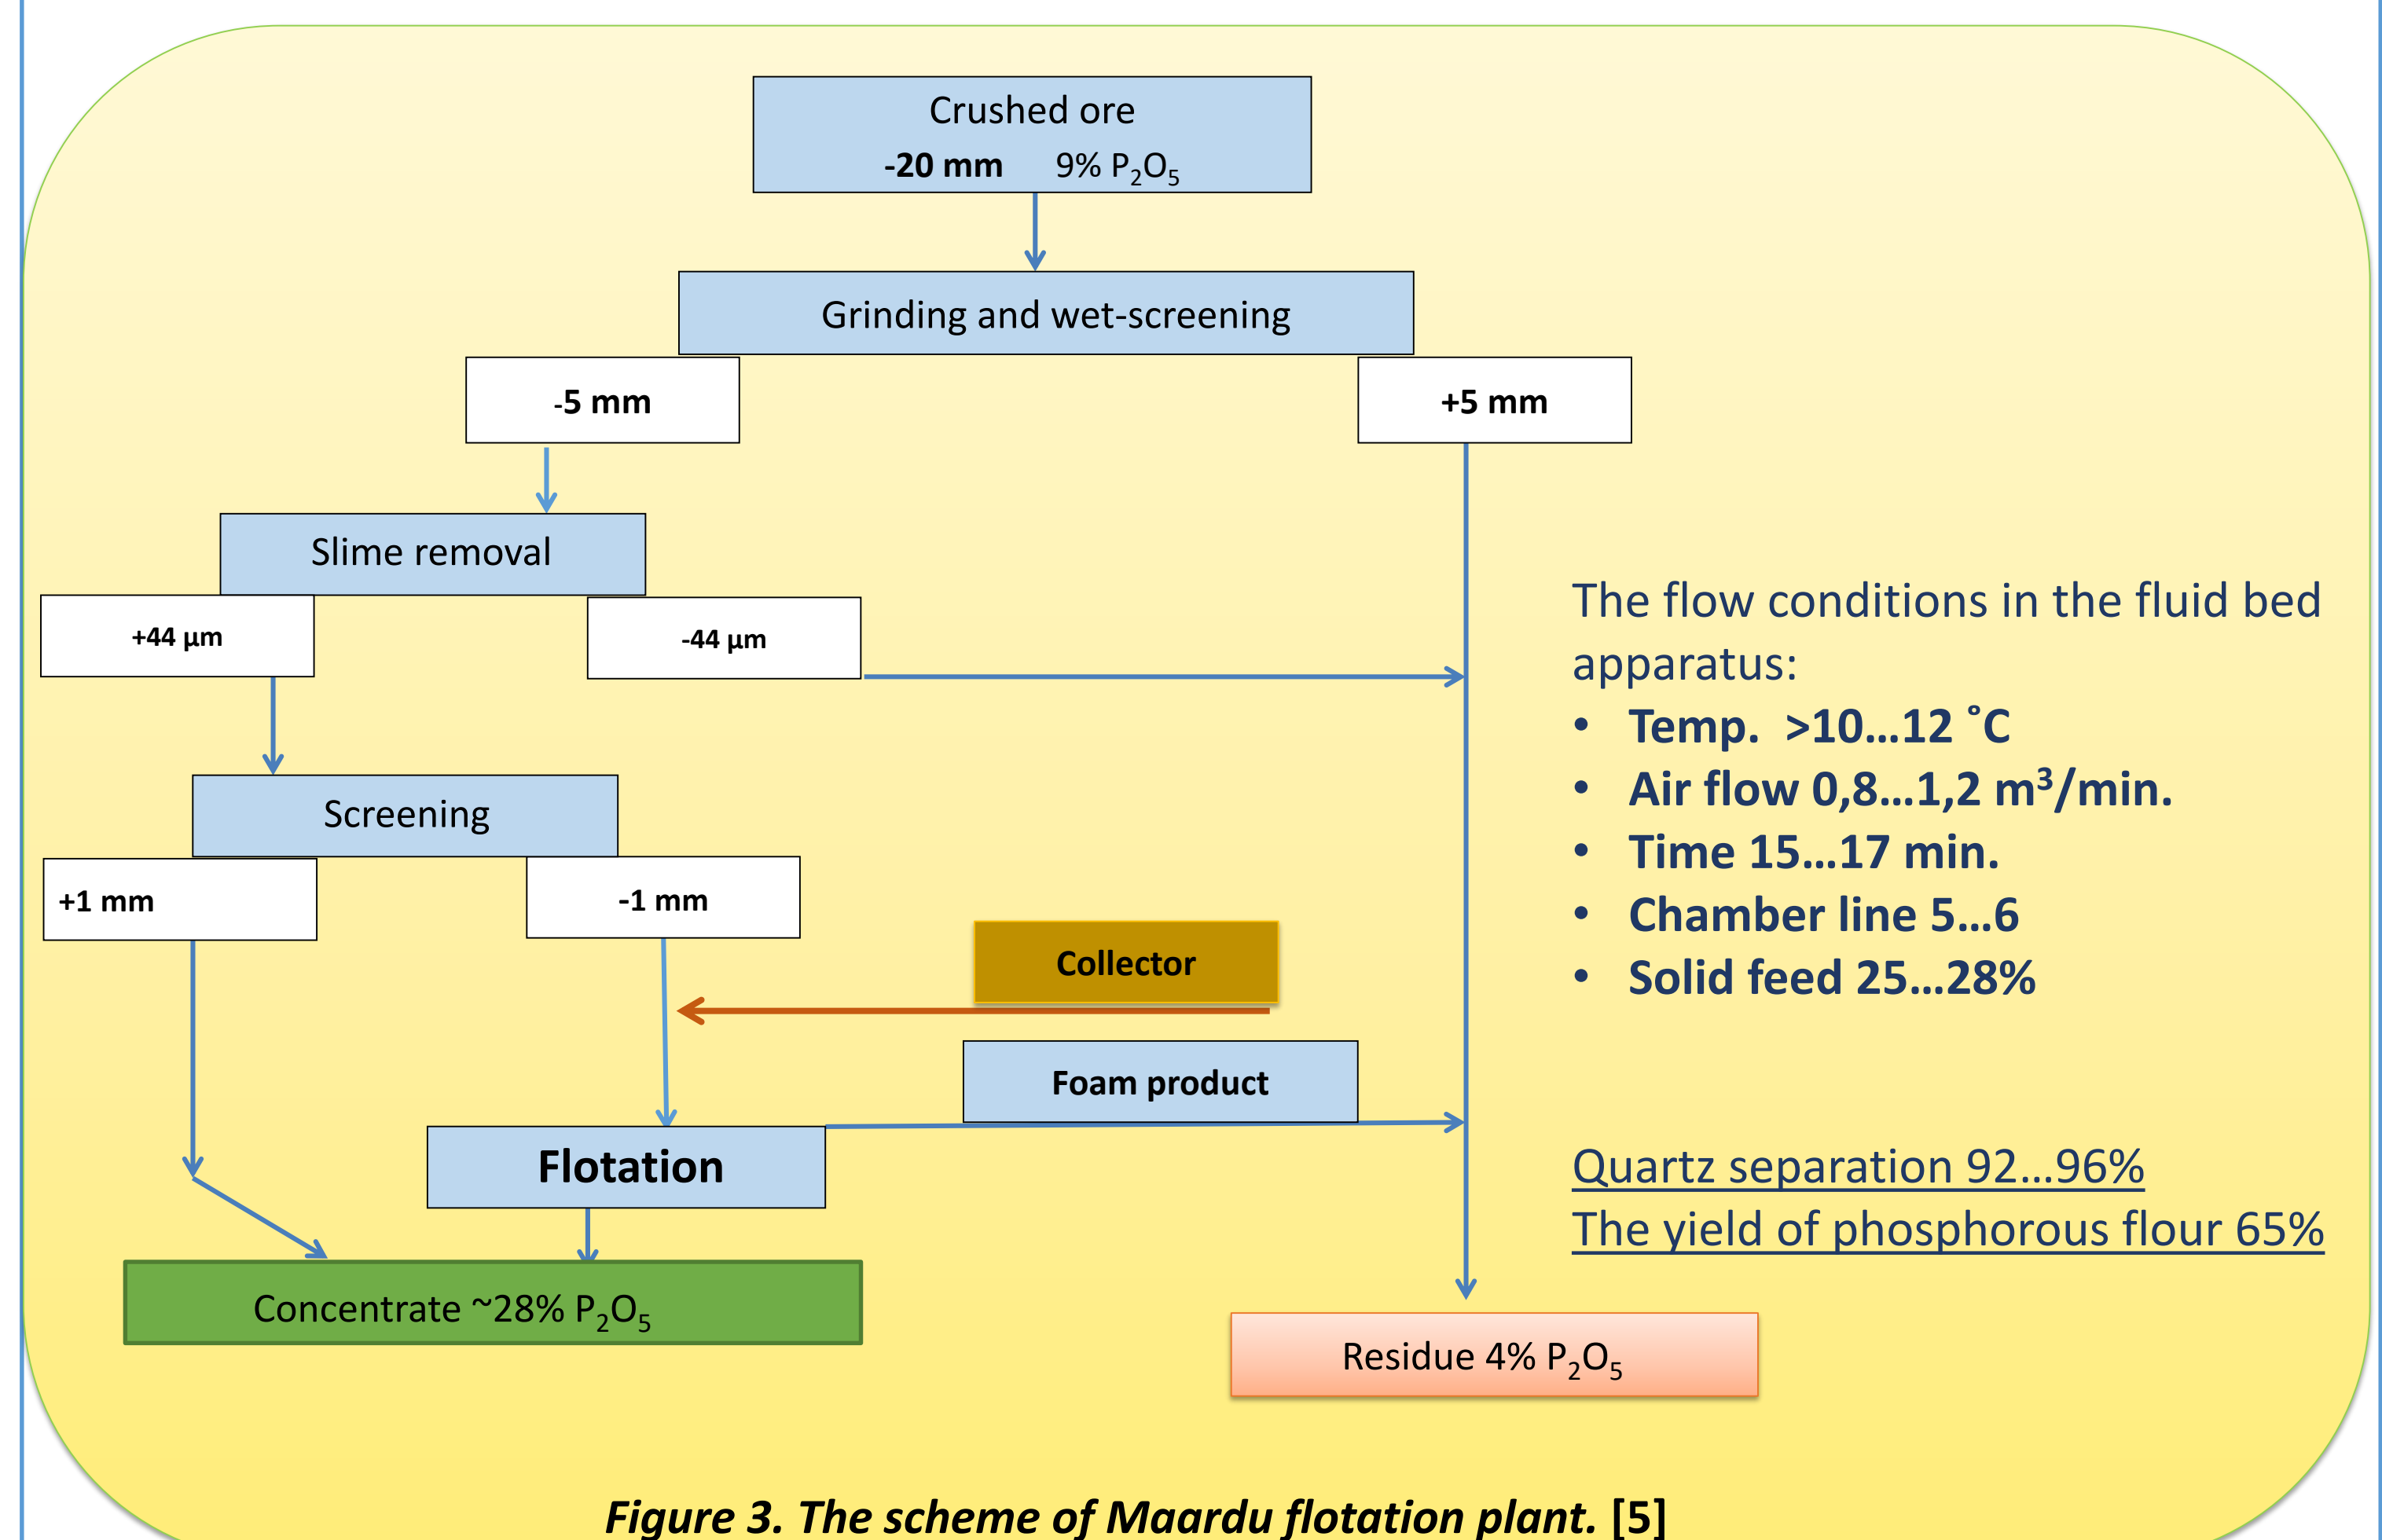 Crushed ore
-20 mm 9% P₂O₅
Grinding and wet-screening
-5 mm
+5 mm
Slime removal
+44 µm
-44 µm
Screening
+1 mm
-1 mm
Collector
Foam product
Flotation
Concentrate ~28% P₂O₅
Residue 4% P₂O₅
The flow conditions in the fluid bed
apparatus:
• Temp. >10...12 ˚C
• Air flow 0,8...1,2 m³/min.
• Time 15...17 min.
• Chamber line 5...6
• Solid feed 25...28%
Quartz separation 92...96%
The yield of phosphorous flour 65%
Figure 3. The scheme of Maardu flotation plant. [5]